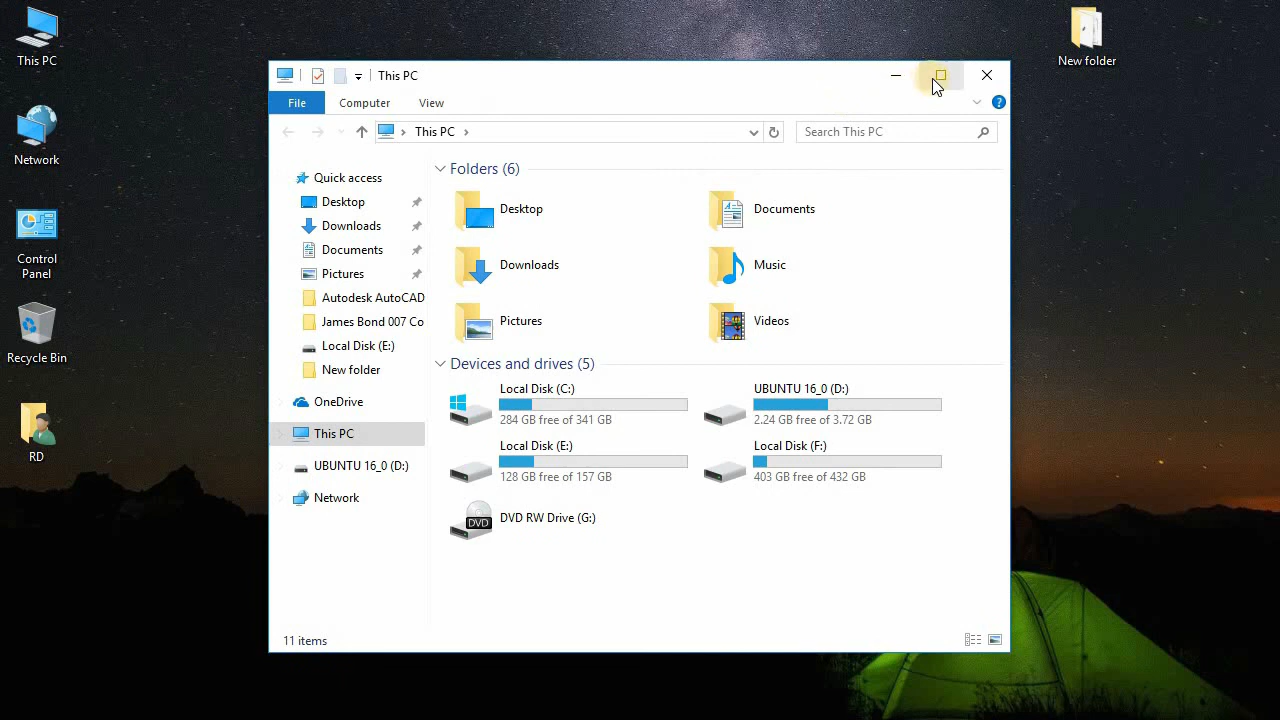 This PC
Network
Control
Panel
Recycle Bin
RD
New folder
This PC
File
Computer
View
?
This PC
Search This PC
Quick access
Desktop
Downloads
Documents
Pictures
Autodesk AutoCAD
James Bond 007 Co
Local Disk (E:)
New folder
OneDrive
This PC
UBUNTU 16_0 (D:)
Network
Folders (6)
Desktop
Documents
Downloads
Music
Pictures
Videos
Devices and drives (5)
Local Disk (C:)
284 GB free of 341 GB
UBUNTU 16_0 (D:)
2.24 GB free of 3.72 GB
Local Disk (E:)
128 GB free of 157 GB
Local Disk (F:)
403 GB free of 432 GB
DVD
DVD RW Drive (G:)
11 items